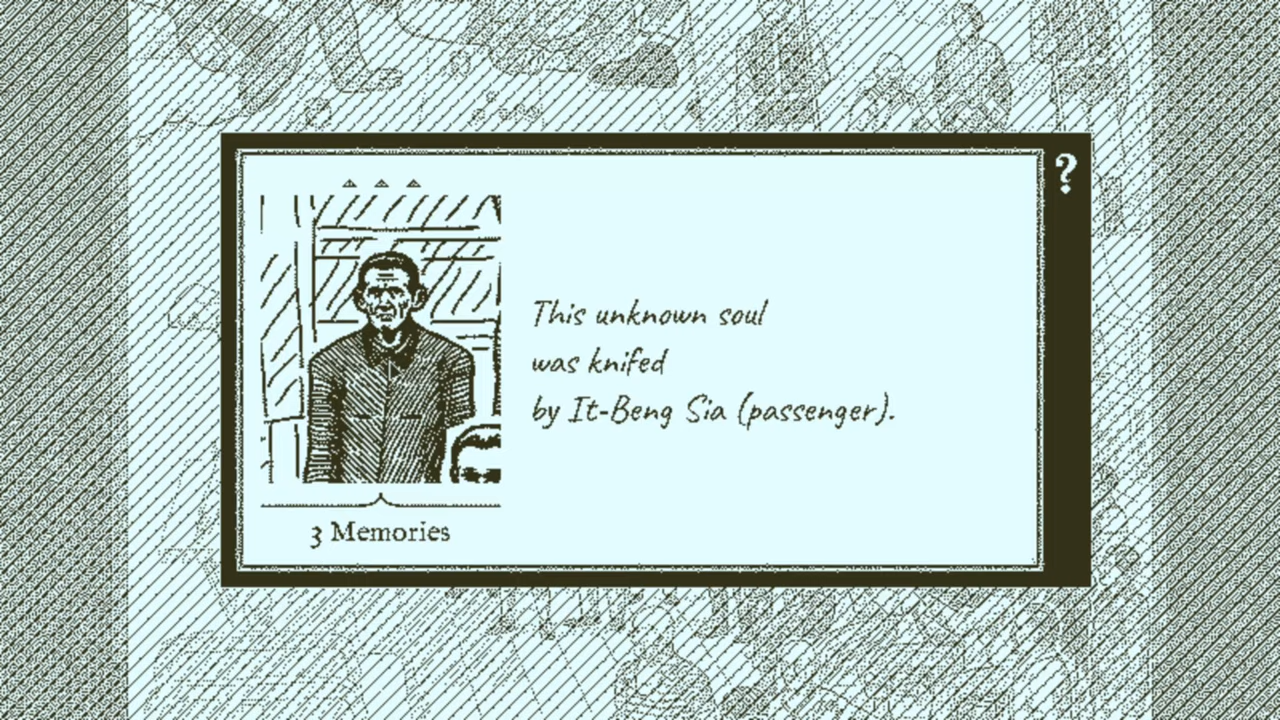 ?
This unknown soul
was knifed
by It-Beng Sia (passenger).
3 Memories